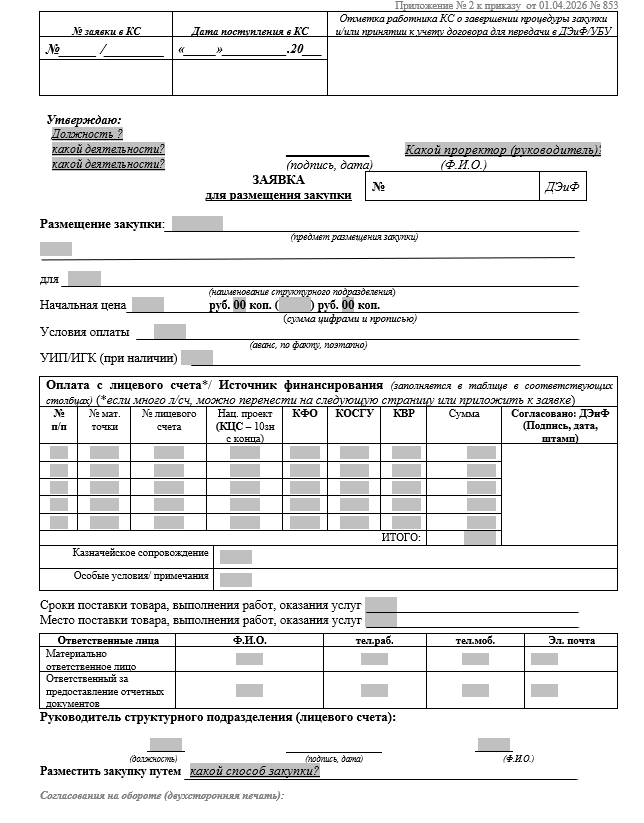 Приложение № 2 к приказу от 01.04.2026 № 853
№ заявки в КС
Дата поступления в КС
Отметка работника КС о завершении процедуры закупки
и/или принятии к учету договора для передачи в ДЭиФ/УБУ
№______ /_________
«_____»__________.20___
Утверждаю:
Должность ?
какой деятельности?
Какой проректор (руководитель)?
какой деятельности?
(подпись, дата)
(Ф.И.О.)
ЗАЯВКА
для размещения закупки
№
ДЭиФ
Размещение закупки:
(предмет размещения закупки)
для
(наименование структурного подразделения)
Начальная цена руб. 00 коп. ( ) руб. 00 коп.
(сумма цифрами и прописью)
Условия оплаты
(аванс, по факту, поэтапно)
УИП/ИГК (при наличии)
Оплата с лицевого счета*/ Источник финансирования (заполняется в таблице в соответствующих
столбцах) (*если много л/сч, можно перенести на следующую страницу или приложить к заявке)
№
п/п
№ мат.
точки
№ лицевого
счета
Нац. проект
(КЦС – 10зн
с конца)
КФО
КОСГУ
КВР
Сумма
Согласовано: ДЭиФ
(Подпись, дата,
штамп)
ИТОГО:
Казначейское сопровождение
Особые условия/ примечания
Сроки поставки товара, выполнения работ, оказания услуг
Место поставки товара, выполнения работ, оказания услуг
Ответственные лица
Ф.И.О.
тел.раб.
тел.моб.
Эл. почта
Материально
ответственное лицо
Ответственный за
предоставление отчетных
документов
Руководитель структурного подразделения (лицевого счета):
(должность)
(подпись, дата)
(Ф.И.О.)
Разместить закупку путем какой способ закупки?
Согласования на обороте (двухсторонняя печать):